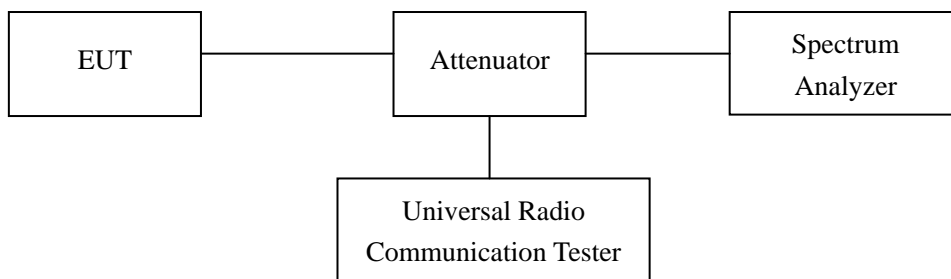 EUT
Attenuator
Spectrum
Analyzer
Universal Radio
Communication Tester